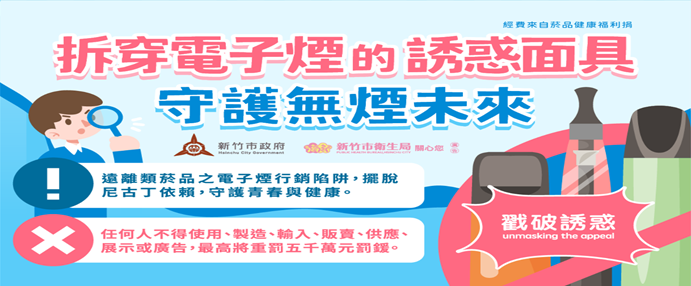 經費來自菸品健康福利捐
拆穿電子煙的誘惑面具
守護無煙未來
新竹市政府
Hsinchu City Government
新竹市衛生局
關心您
遠離類菸品之電子煙行銷陷阱，擺脫
尼古丁依賴，守護青春與健康。
任何人不得使用、製造、輸入、販賣、供應、
展示或廣告，最高將重罰五千萬元罰鍰。
戳破誘惑
unmasking the appeal